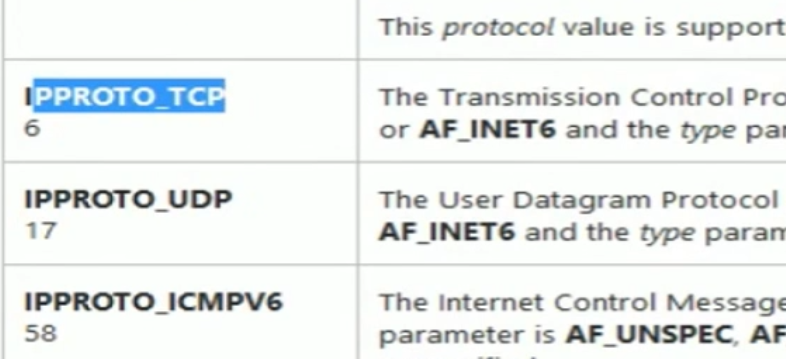 This protocol value is support
IPPROTO_TCP
6
The Transmission Control Pro
or AF_INET6 and the type par
IPPROTO_UDP
17
The User Datagram Protocol
AF_INET6 and the type param
IPPROTO_ICMPV6
58
The Internet Control Message
parameter is AF_UNSPEC, AF